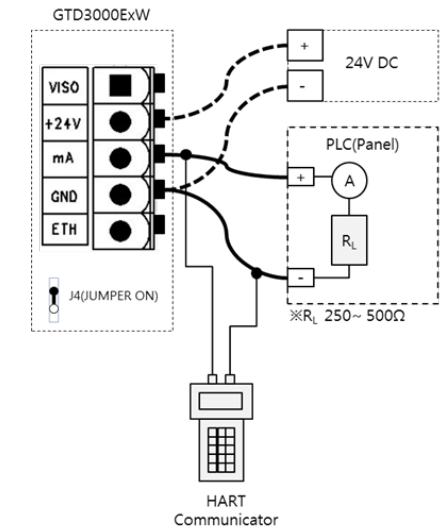 GTD3000ExW
VISO
+24V
mA
GND
ETH
J4(JUMPER ON)
+
-
24V DC
PLC(Panel)
+
A
RL
-
※RL 250~ 500Ω
HART
Communicator